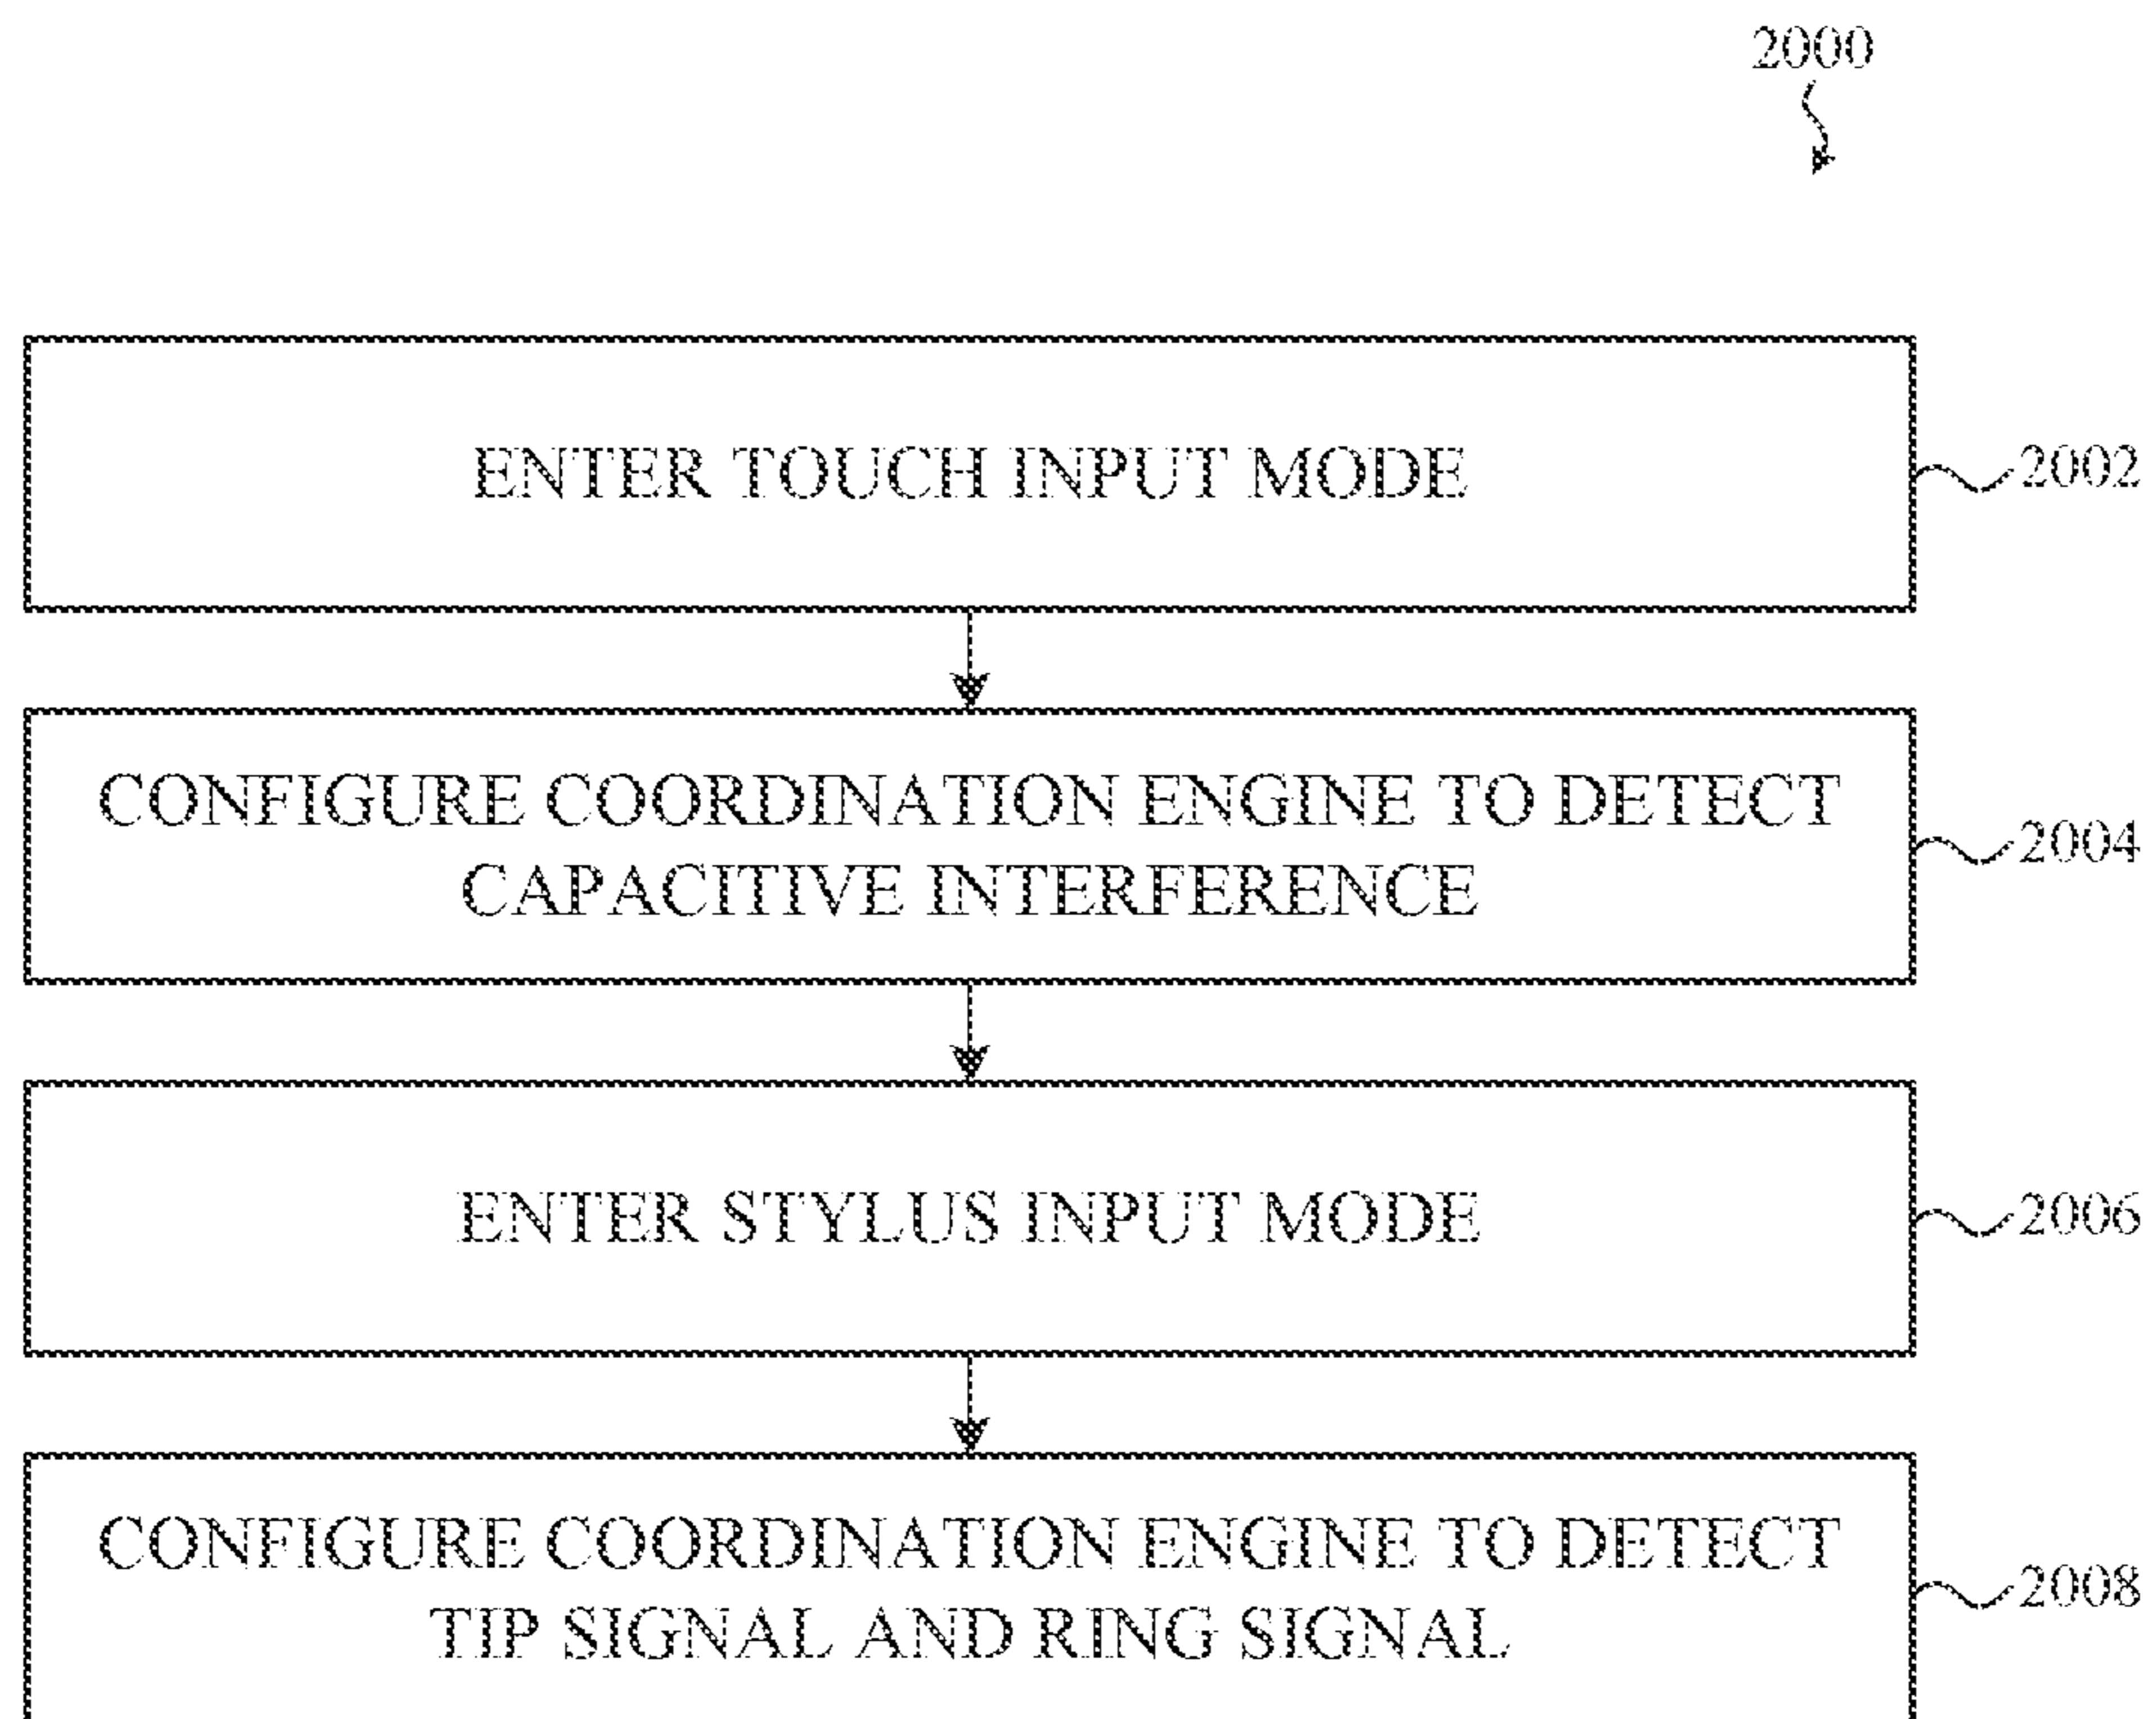 2000
ENTER TOUCH INPUT MODE
2002
CONFIGURE COORDINATION ENGINE TO DETECT
CAPACITIVE INTERFERENCE
2004
ENTER STYLUS INPUT MODE
2006
CONFIGURE COORDINATION ENGINE TO DETECT
TIP SIGNAL AND RING SIGNAL
2008